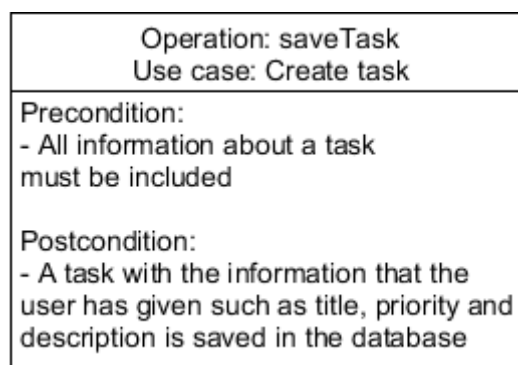 Operation: saveTask
Use case: Create task
Precondition:
- All information about a task
must be included
Postcondition:
- A task with the information that the
user has given such as title, priority and
description is saved in the database